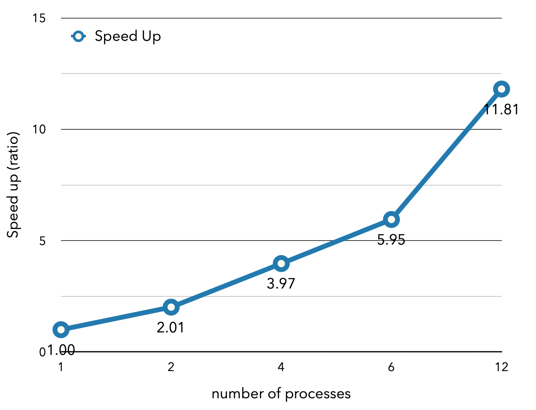 15
Speed Up
10
Speed up (ratio)
11.81
5.95
5
3.97
2.01
1.00
0
1 2 4 6 12
number of processes